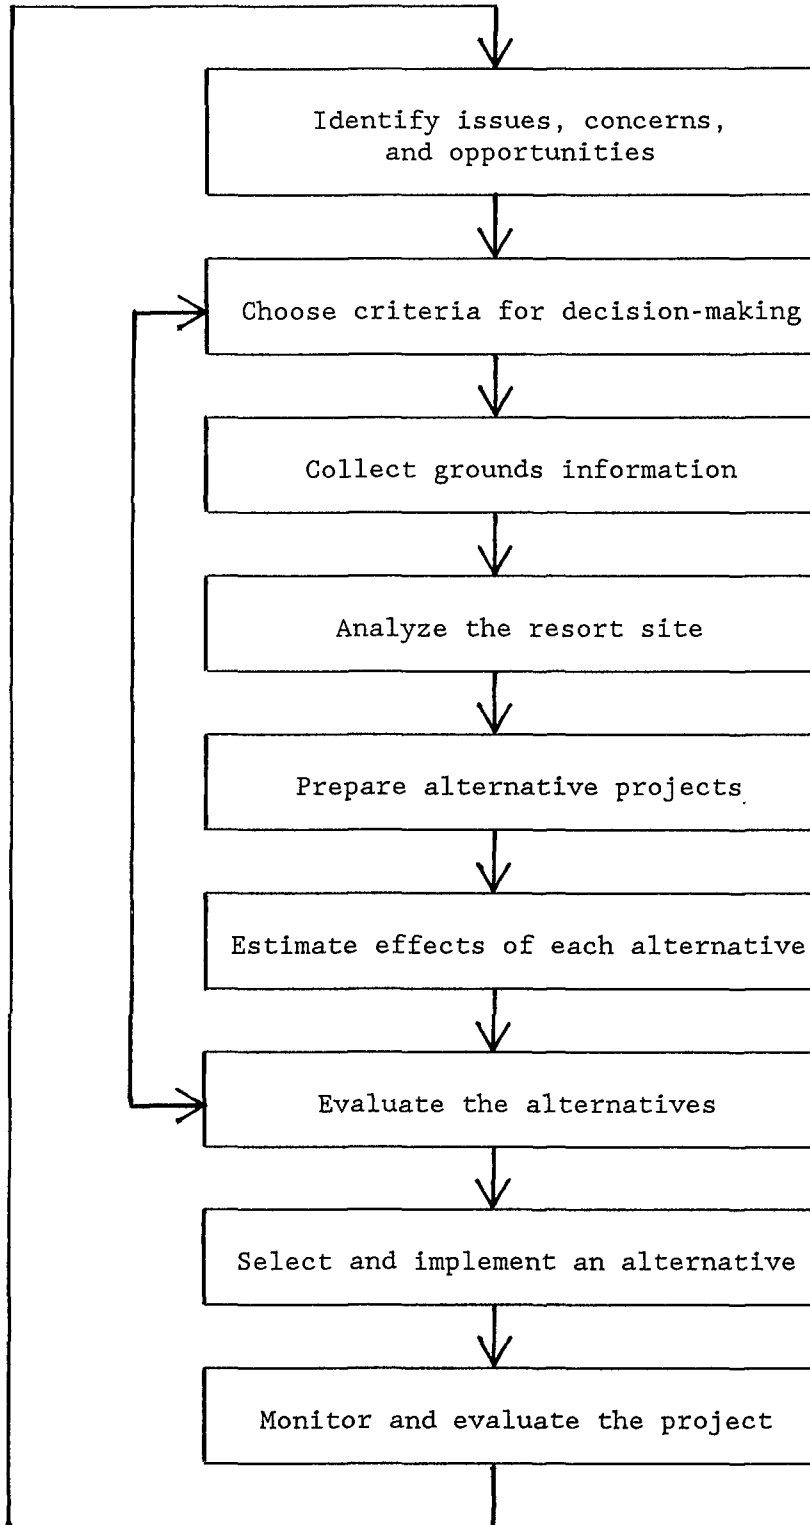 Identify issues, concerns,
and opportunities
Choose criteria for decision-making
Collect grounds information
Analyze the resort site
Prepare alternative projects
Estimate effects of each alternative
Evaluate the alternatives
Select and implement an alternative
Monitor and evaluate the project